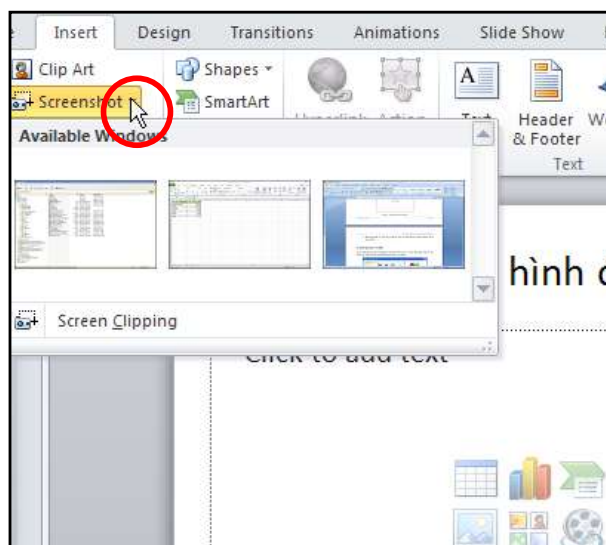 Insert Design Transitions Animations Slide Show
Clip Art Shapes
Screenshot SmartArt
Header & Footer
Text
Available Windows
Screen Clipping
hình
Click to add text